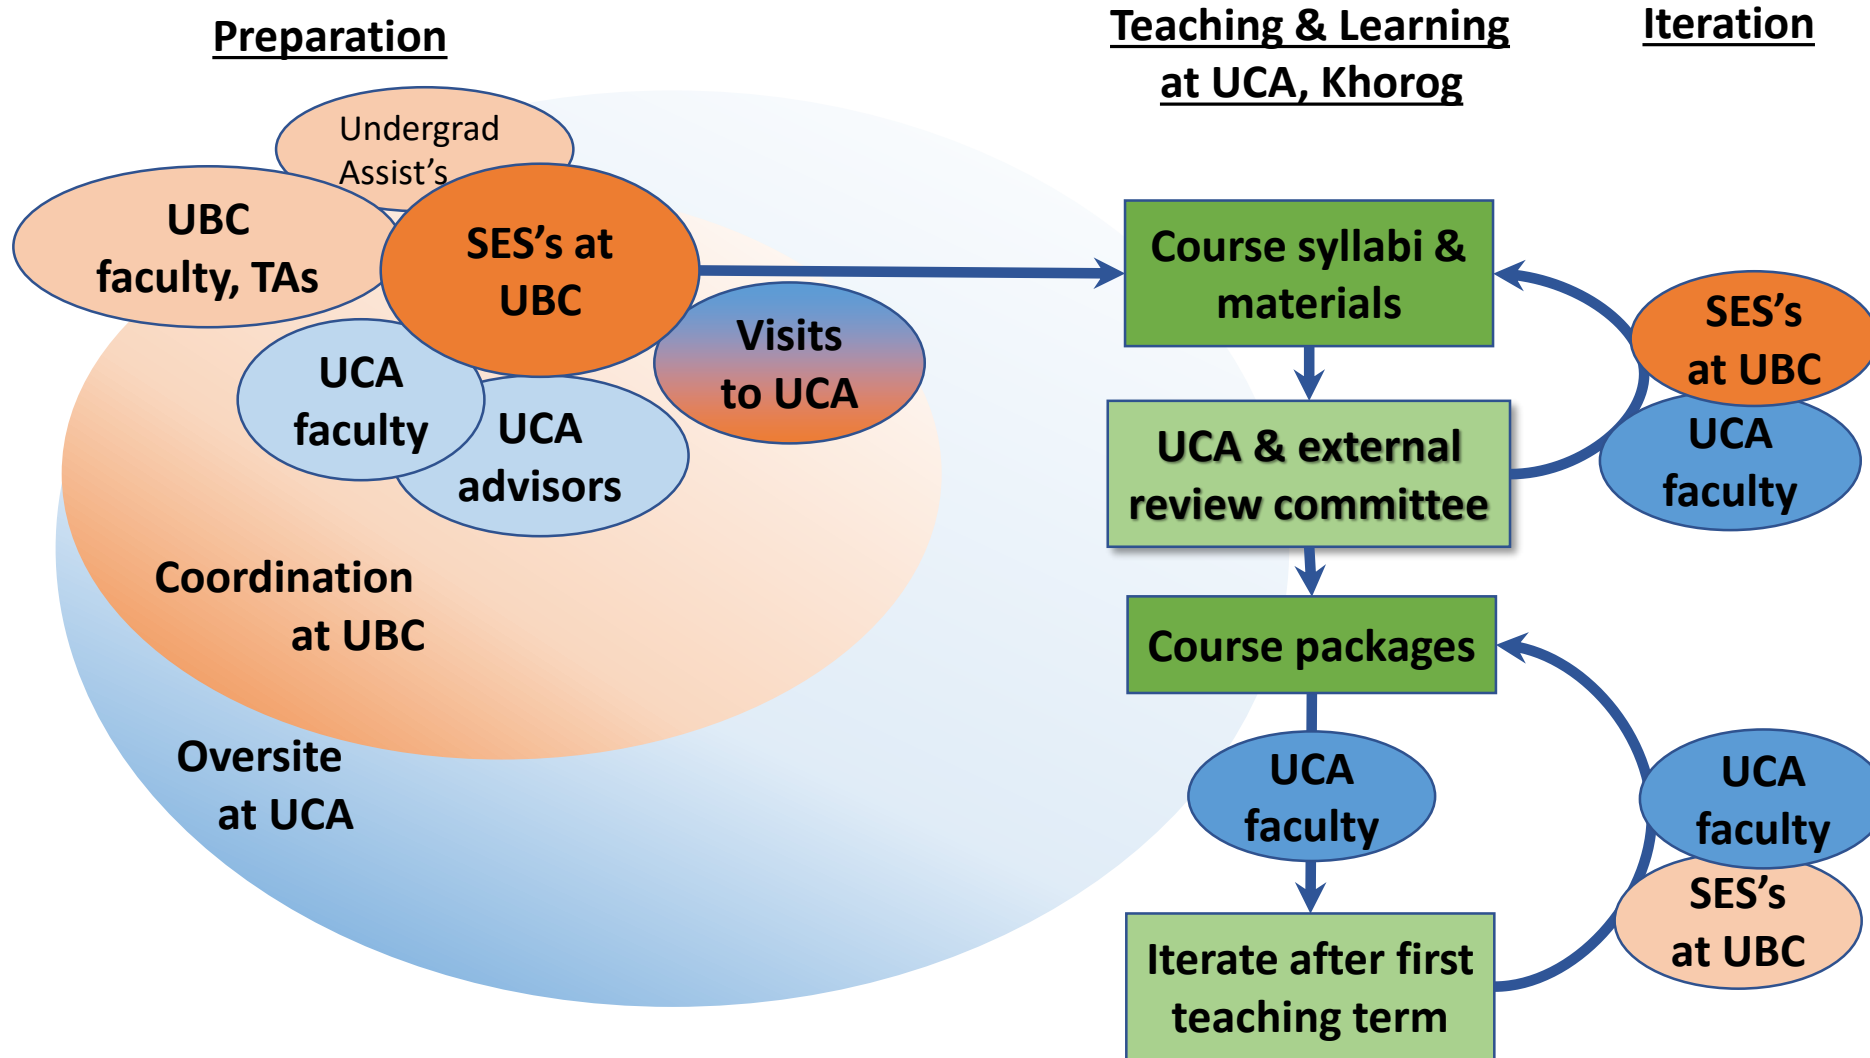 Preparation
Undergrad
Assist's
UBC
faculty, TAs
SES's at
UBC
Visits
to UCA
UCA
faculty
UCA
advisors
Coordination
at UBC
Oversite
at UCA
Teaching & Learning
at UCA, Khorog
Course syllabi &
materials
UCA & external
review committee
Course packages
UCA
faculty
Iterate after first
teaching term
Iteration
SES's
at UBC
UCA
faculty
UCA
faculty
SES's
at UBC